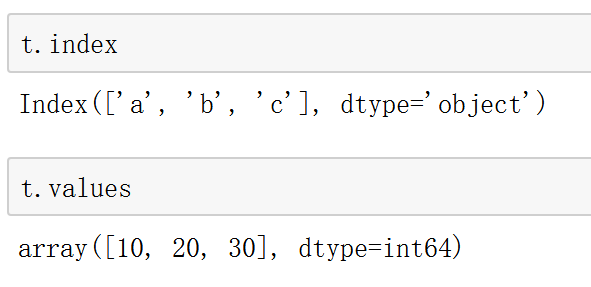 t.index
Index(['a', 'b', 'c'], dtype='object')
t.values
array([10, 20, 30], dtype=int64)